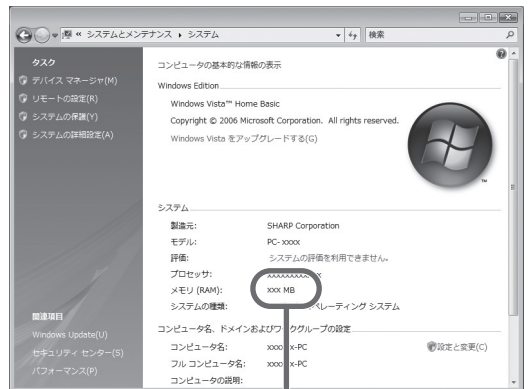 « システムとメンテナンス ▸ システム
検索
タスク
デバイス マネージャ(M)
リモートの設定(R)
システムの保護(Y)
システムの詳細設定(A)
関連項目
Windows Update(U)
セキュリティ センター(S)
パフォーマンス(P)
コンピュータの基本的な情報の表示
Windows Edition
Windows Vista™ Home Basic
Copyright © 2006 Microsoft Corporation. All rights reserved.
Windows Vista をアップグレードする(G)
TM
システム
製造元: SHARP Corporation
モデル: PC- xxxx
評価: システムの評価を利用できません。
プロセッサ:
メモリ (RAM): xxx MB
システムの種類: ペレーティング システム
コンピュータ名、ドメインおよびワークグループの設定
コンピュータ名: xxxx x-PC 設定と変更(C)
フル コンピュータ名: xxxx x-PC
コンピュータの説明: